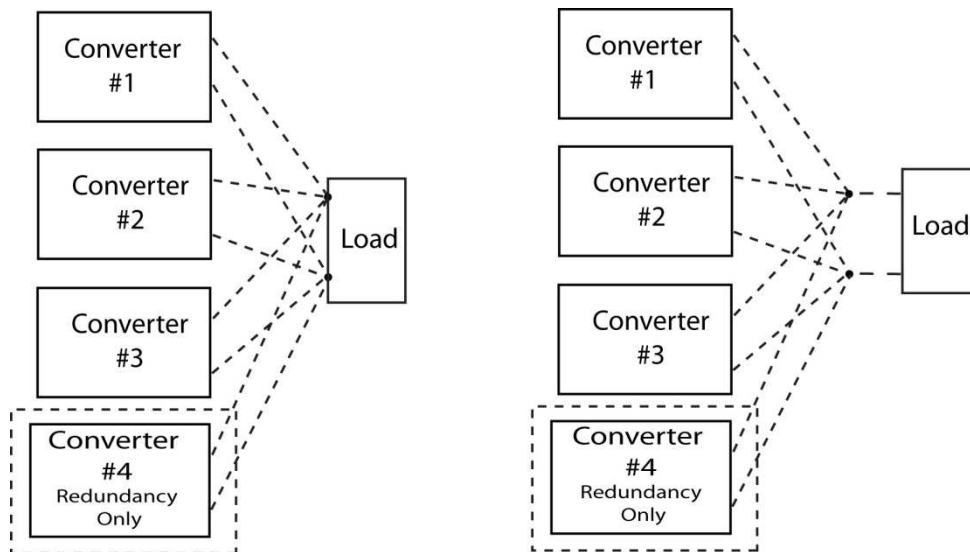 Converter
#1
Converter
#2
Converter
#3
Converter
#4
Redundancy
Only
Load
Converter
#1
Converter
#2
Converter
#3
Converter
#4
Redundancy
Only
Load